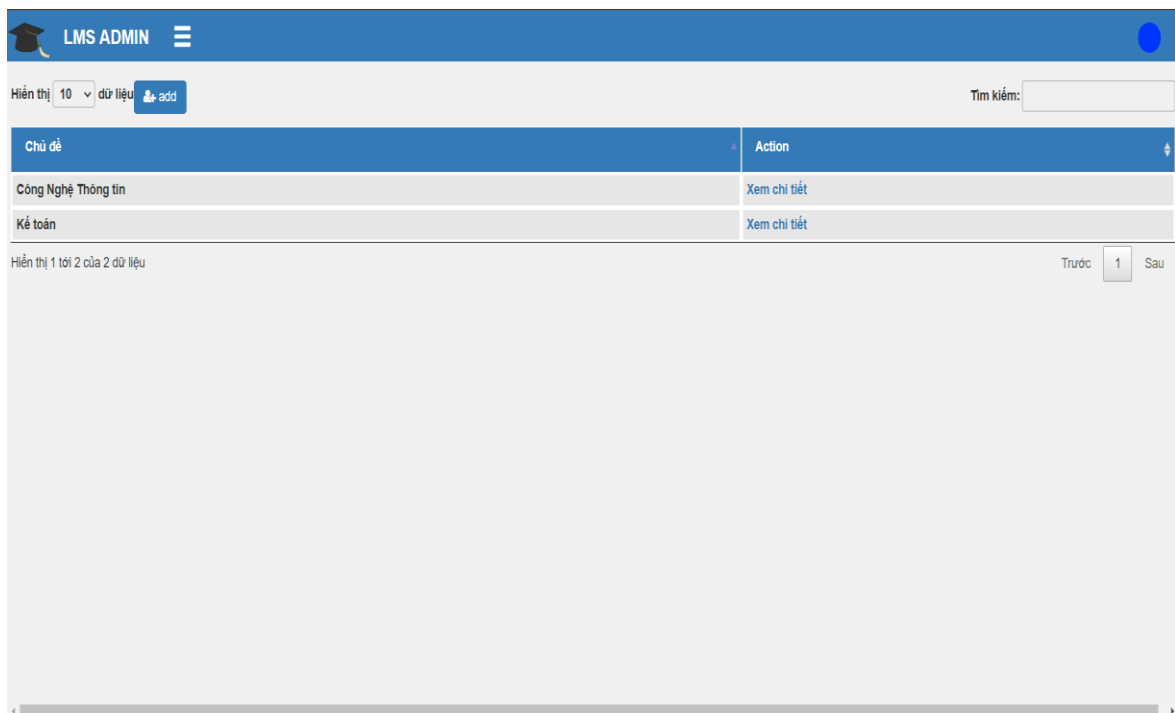 LMS ADMIN
Hiển thị 10 dữ liệu add Tìm kiếm:
Chủ đề Action
Công Nghệ Thông tin Xem chi tiết
Kế toán Xem chi tiết
Hiển thị 1 tới 2 của 2 dữ liệu Trước 1 Sau